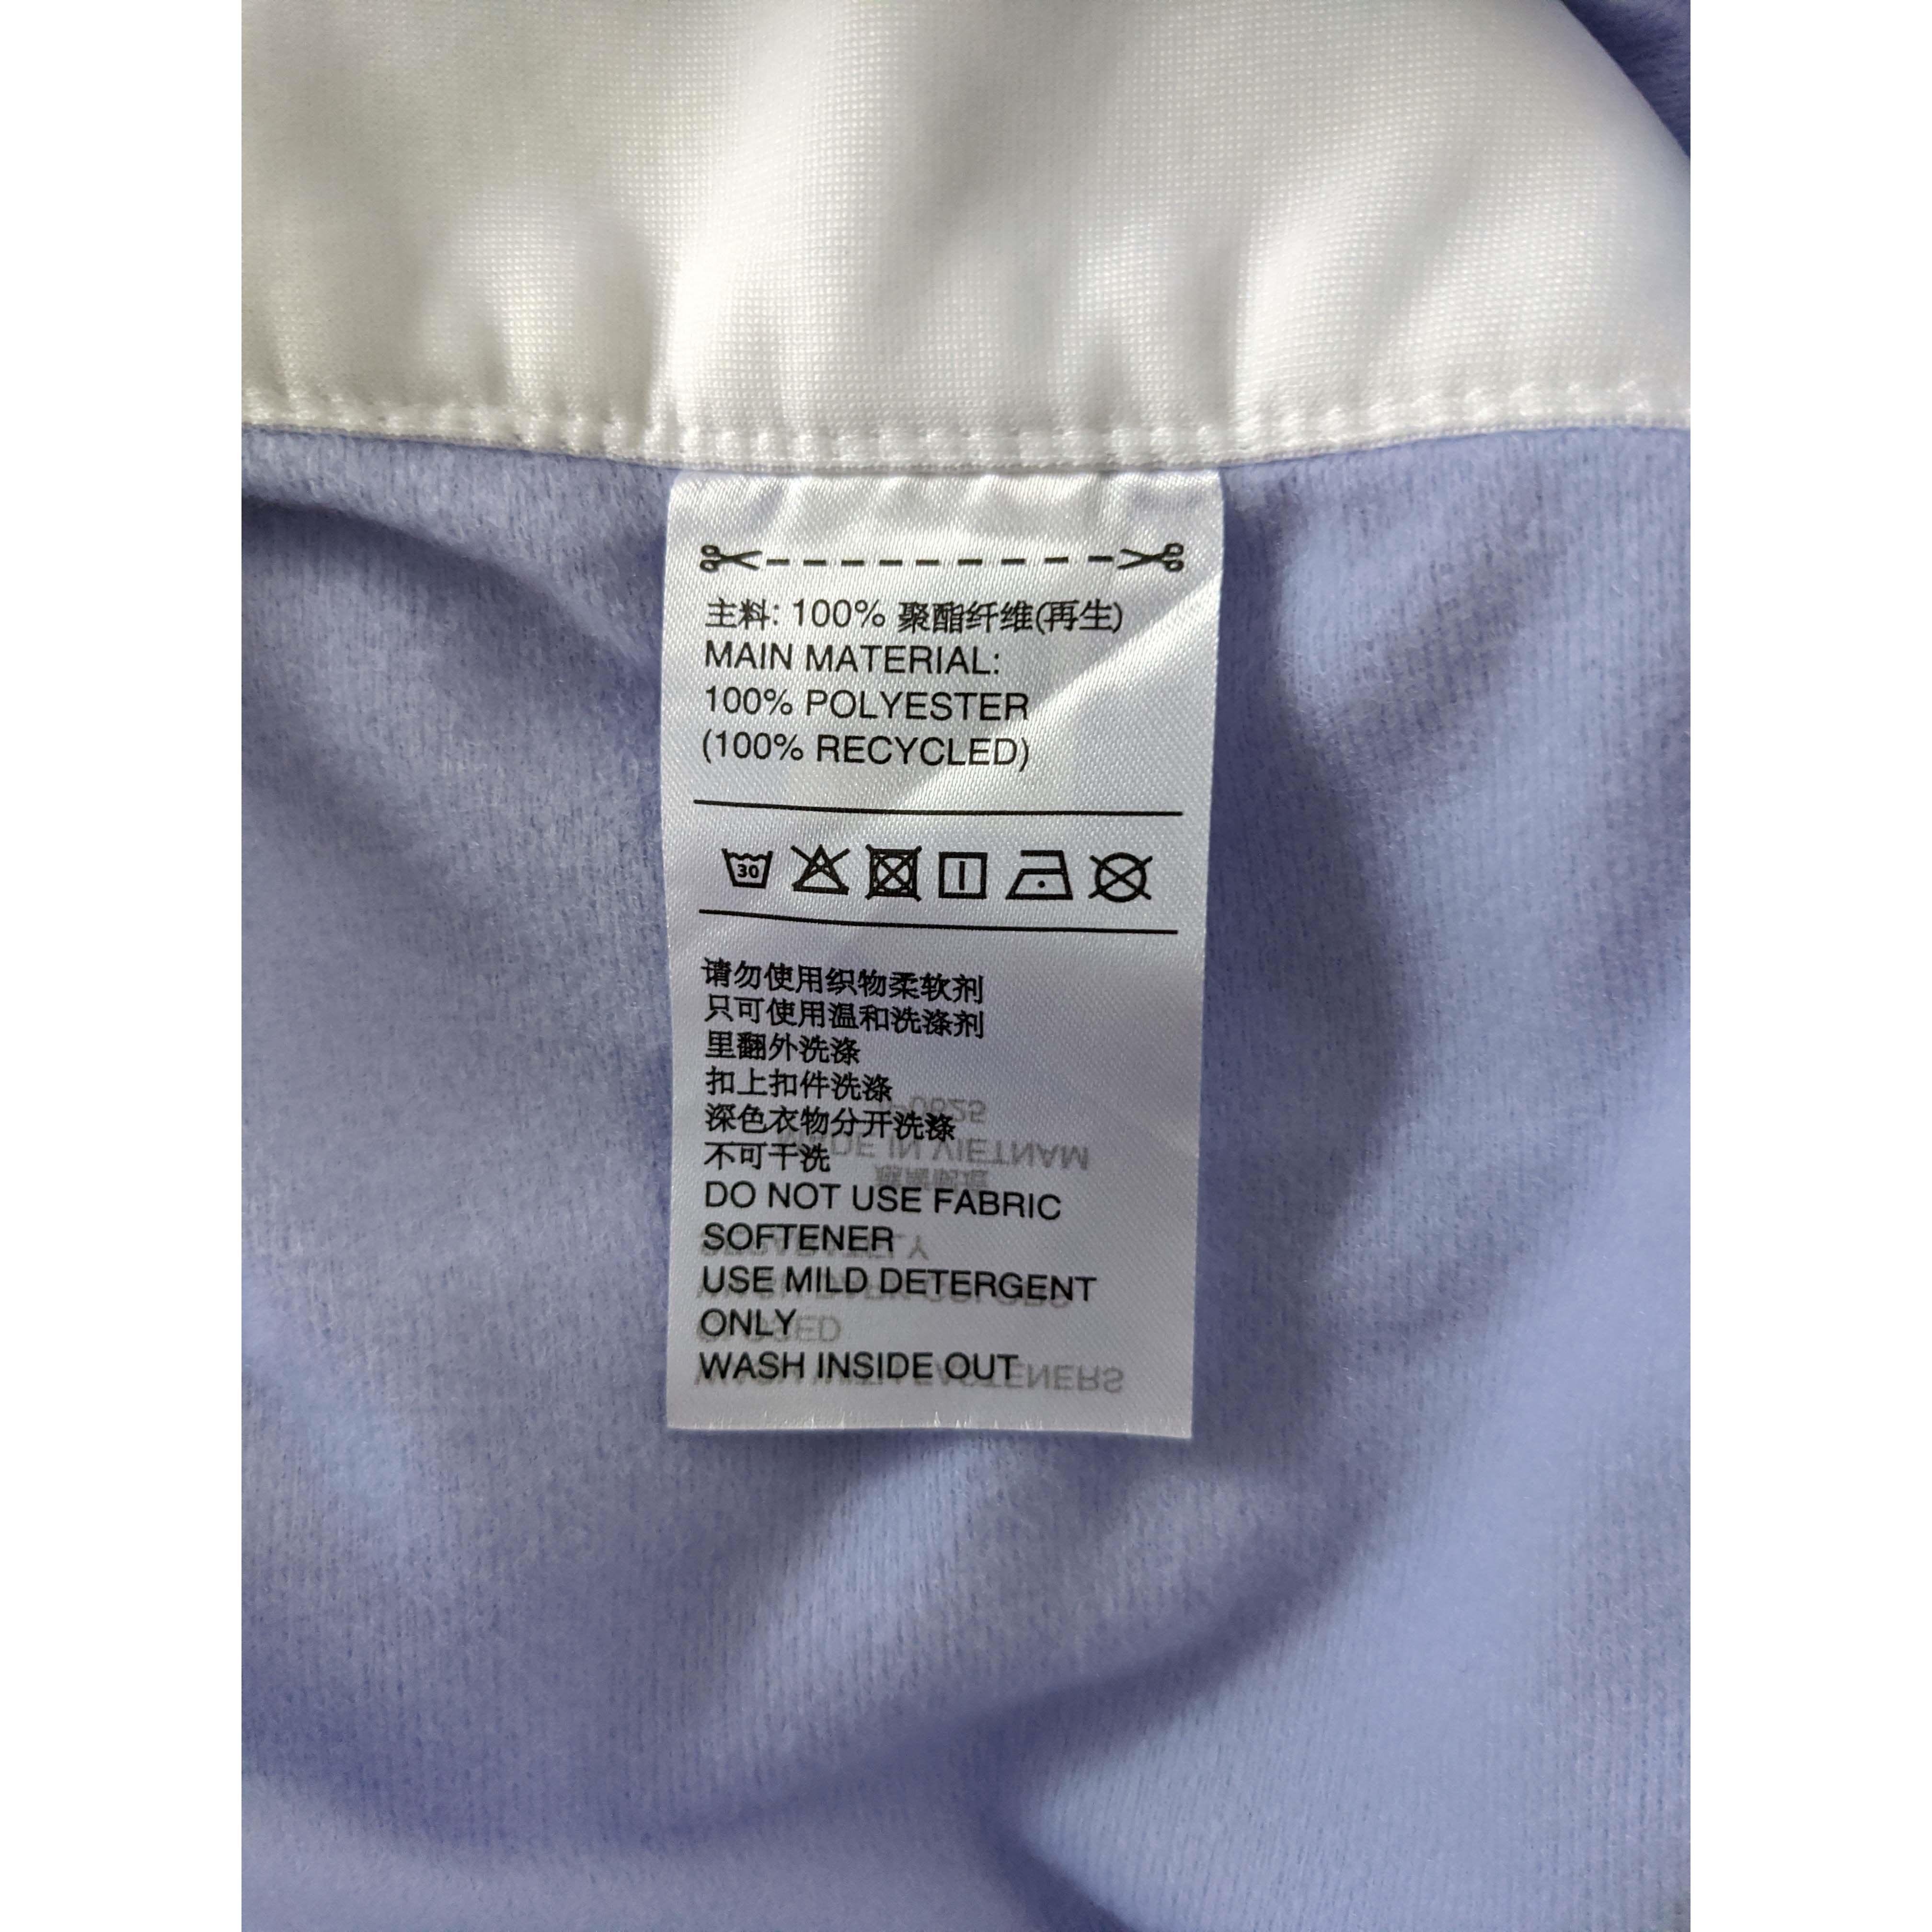 主料: 100% 聚酯纤维(再生)
MAIN MATERIAL:
100% POLYESTER
(100% RECYCLED)
30
请勿使用织物柔软剂
只可使用温和洗涤剂
里翻外洗涤
扣上扣件洗涤
深色衣物分开洗涤
不可干洗
DO NOT USE FABRIC
SOFTENER
USE MILD DETERGENT
ONLY
WASH INSIDE OUT